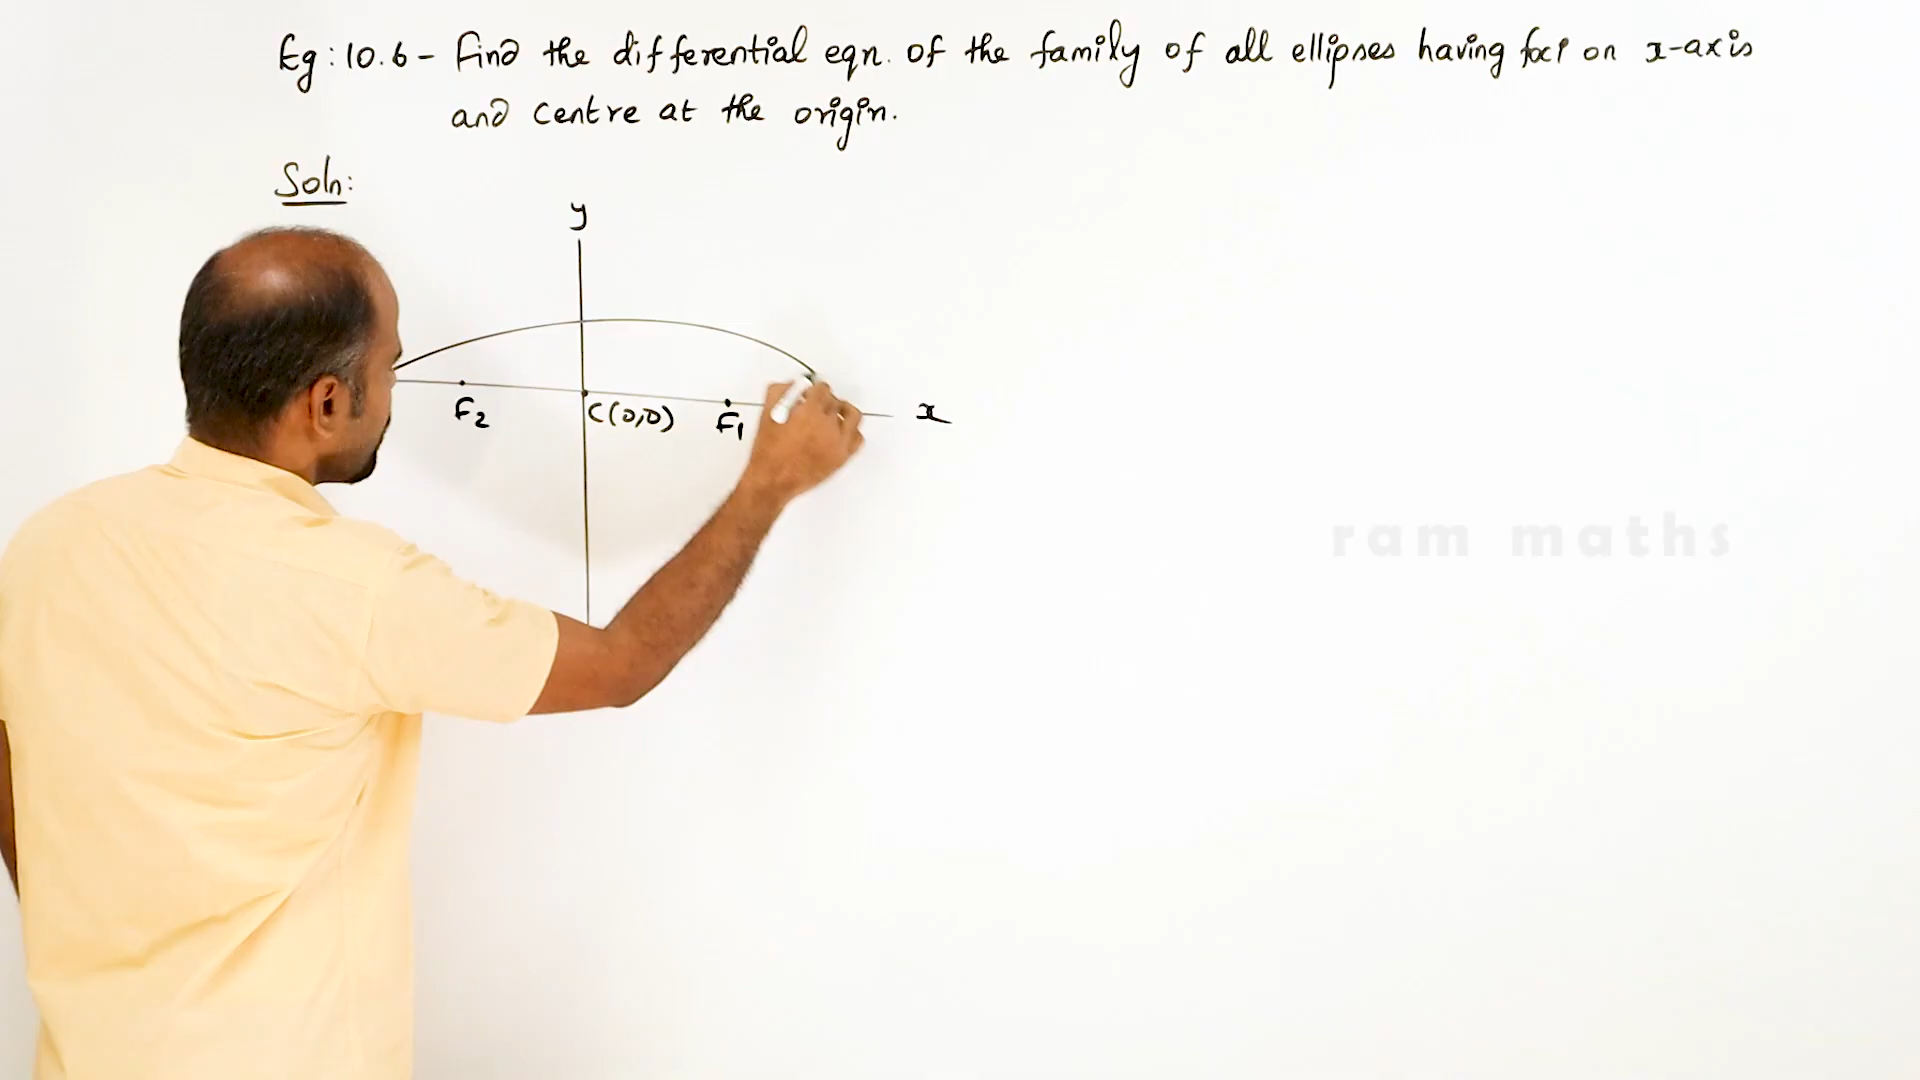 Eg: 10.6 - Find the differential eqn. of the family of all ellipses having foci on x-axis
and centre at the origin.
Soln:
y
F2
C(0,0)
F1
x
ram maths